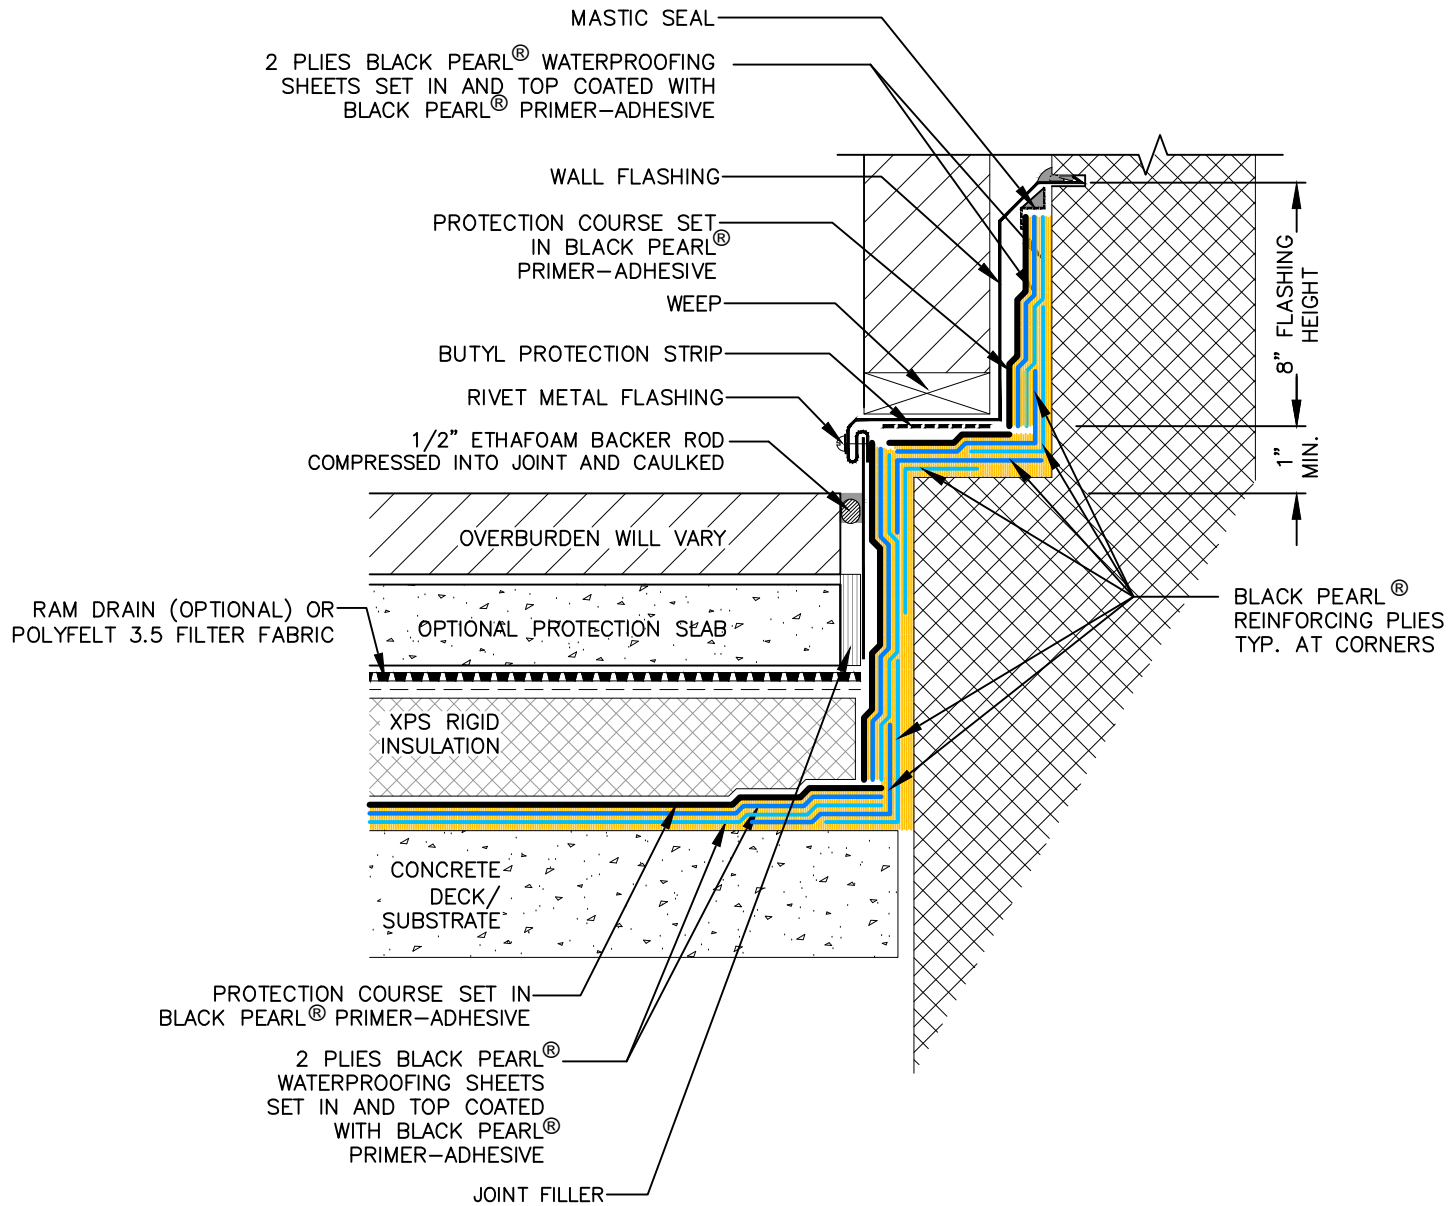 MASTIC SEAL
2 PLIES BLACK PEARL® WATERPROOFING
SHEETS SET IN AND TOP COATED WITH
BLACK PEARL® PRIMER-ADHESIVE
WALL FLASHING
PROTECTION COURSE SET
IN BLACK PEARL®
PRIMER-ADHESIVE
WEEP
BUTYL PROTECTION STRIP
RIVET METAL FLASHING
1/2" ETHAFOAM BACKER ROD
COMPRESSED INTO JOINT AND CAULKED
8" FLASHING
HEIGHT
1"
MIN.
OVERBURDEN WILL VARY
RAM DRAIN (OPTIONAL) OR
POLYFELT 3.5 FILTER FABRIC
OPTIONAL PROTECTION SLAB
BLACK PEARL®
REINFORCING PLIES
TYP. AT CORNERS
XPS RIGID
INSULATION
CONCRETE
DECK/
SUBSTRATE
PROTECTION COURSE SET IN
BLACK PEARL® PRIMER-ADHESIVE
2 PLIES BLACK PEARL®
WATERPROOFING SHEETS
SET IN AND TOP COATED
WITH BLACK PEARL®
PRIMER-ADHESIVE
JOINT FILLER